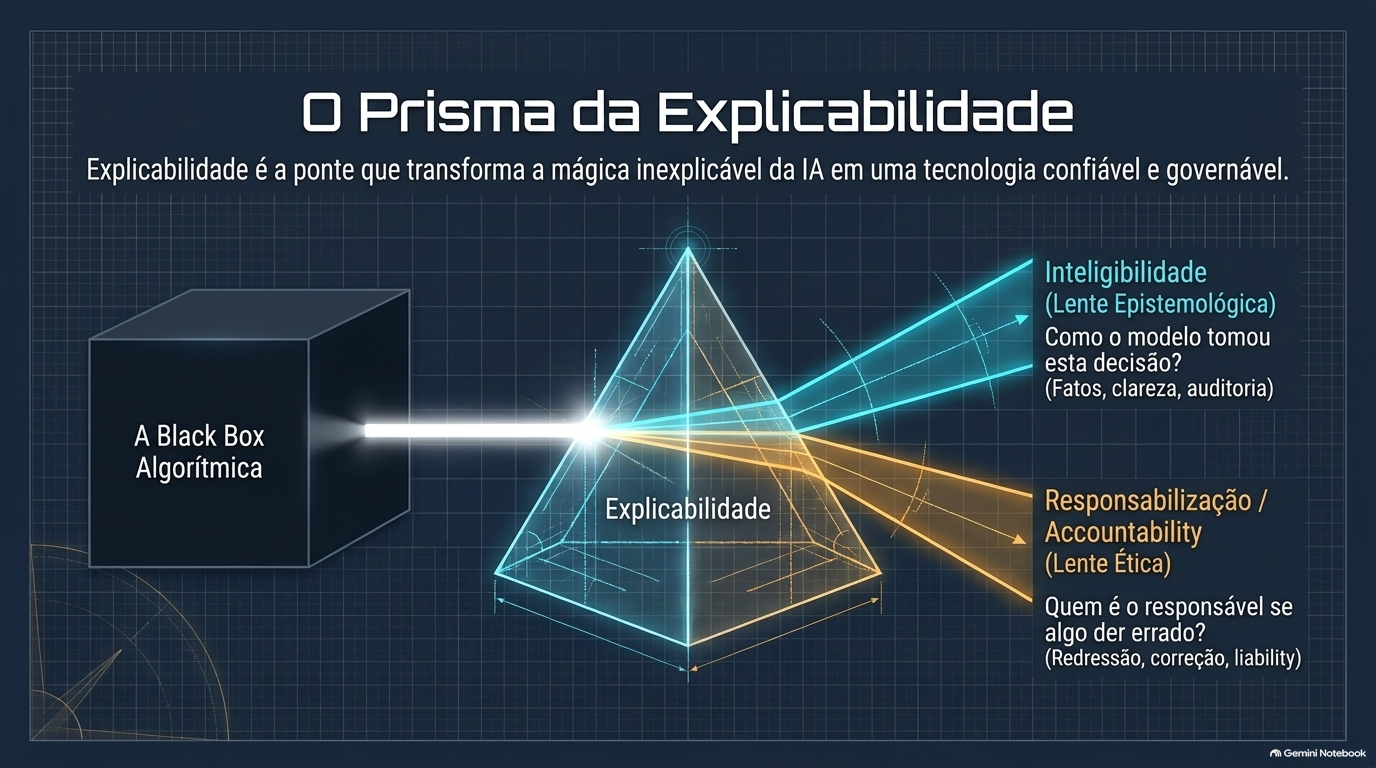 O Prisma da Explicabilidade
Explicabilidade é a ponte que transforma a mágica inexplicável da IA em uma tecnologia confiável e governável.
A Black Box
Algorítmica
Explicabilidade
Inteligibilidade
(Lente Epistemológica)
Como o modelo tomou
esta decisão?
(Fatos, clareza, auditoria)
Responsabilização /
Accountability
(Lente Ética)
Quem é o responsável se
algo der errado?
(Redressão, correção, liability)
Gemini Notebook